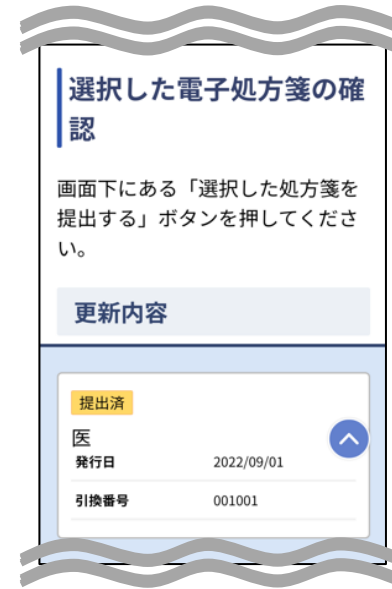 選択した電子処方箋の確
認
画面下にある「選択した処方箋を
提出する」ボタンを押してくださ
い。
更新内容
提出済
医
発行日 2022/09/01
引換番号 001001